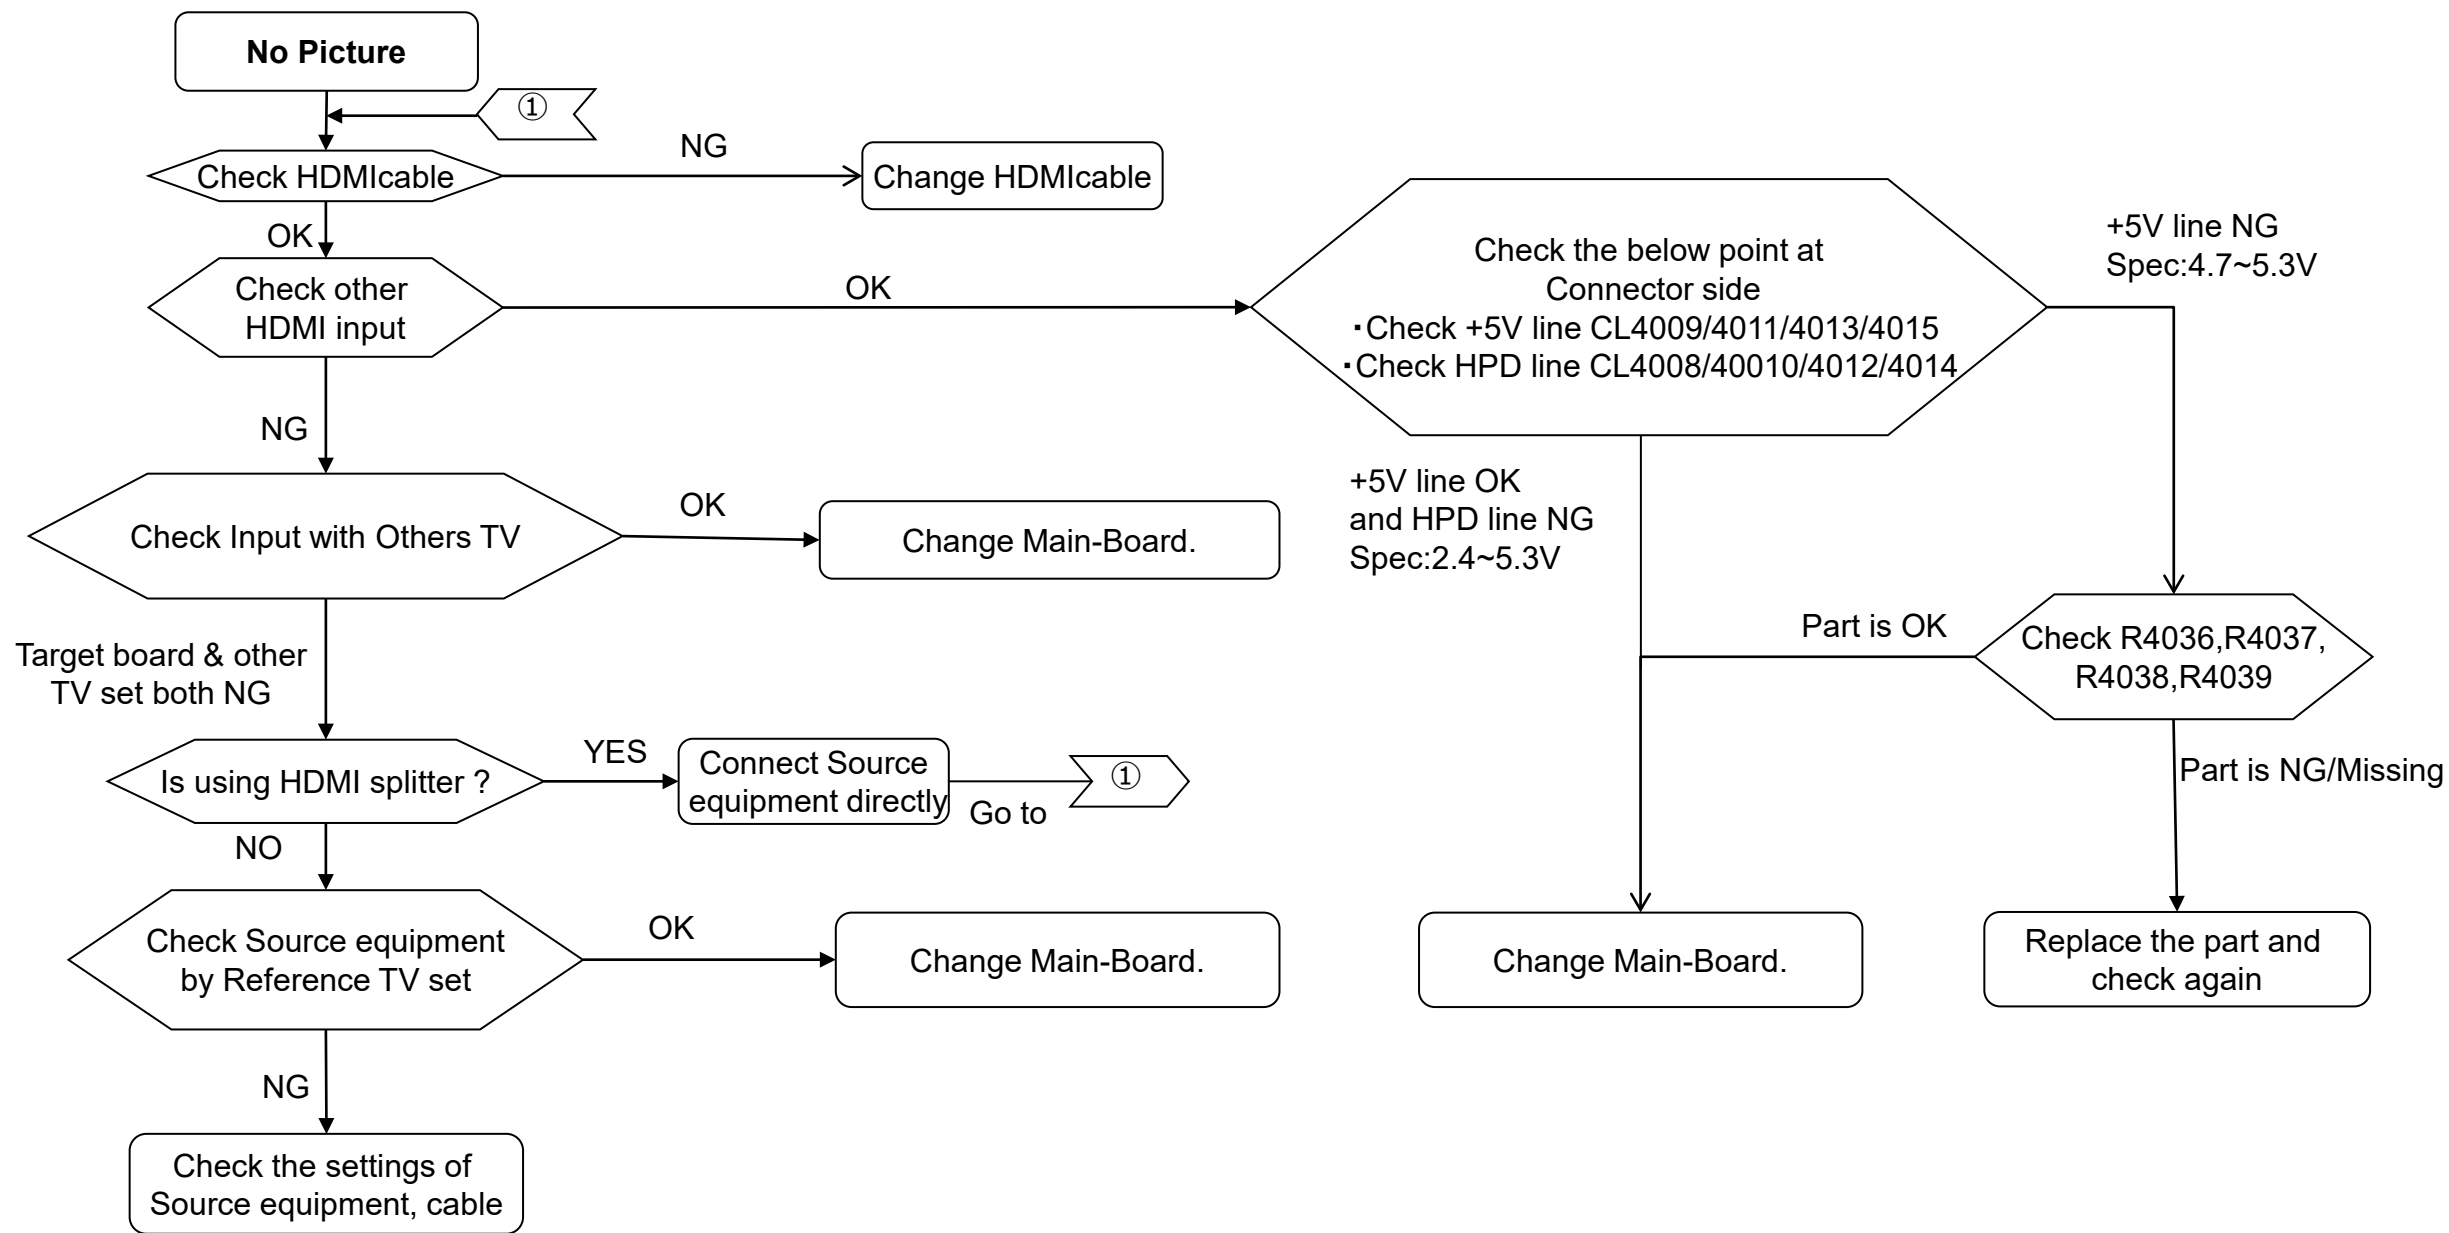 No Picture
①
Check HDMIcable
NG
Change HDMIcable
OK
Check other
HDMI input
OK
Check the below point at
Connector side
・Check +5V line CL4009/4011/4013/4015
・Check HPD line CL4008/40010/4012/4014
+5V line NG
Spec:4.7~5.3V
NG
Check Input with Others TV
OK
Change Main-Board.
+5V line OK
and HPD line NG
Spec:2.4~5.3V
Part is OK
Check R4036,R4037,
R4038,R4039
Target board & other
TV set both NG
Is using HDMI splitter ?
YES
Connect Source
equipment directly
Go to
①
Part is NG/Missing
NO
Check Source equipment
by Reference TV set
OK
Change Main-Board.
Change Main-Board.
Replace the part and
check again
NG
Check the settings of
Source equipment, cable